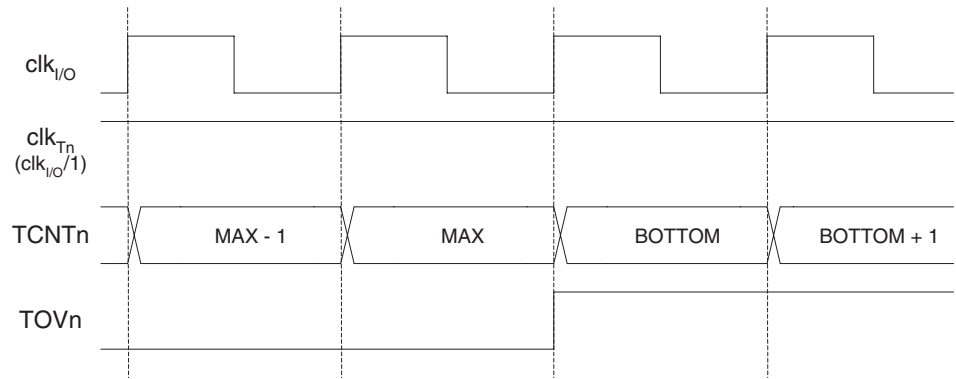 clkI/O
clkTn
(clkI/O/1)
TCNTn MAX - 1 MAX BOTTOM BOTTOM + 1
TOVn